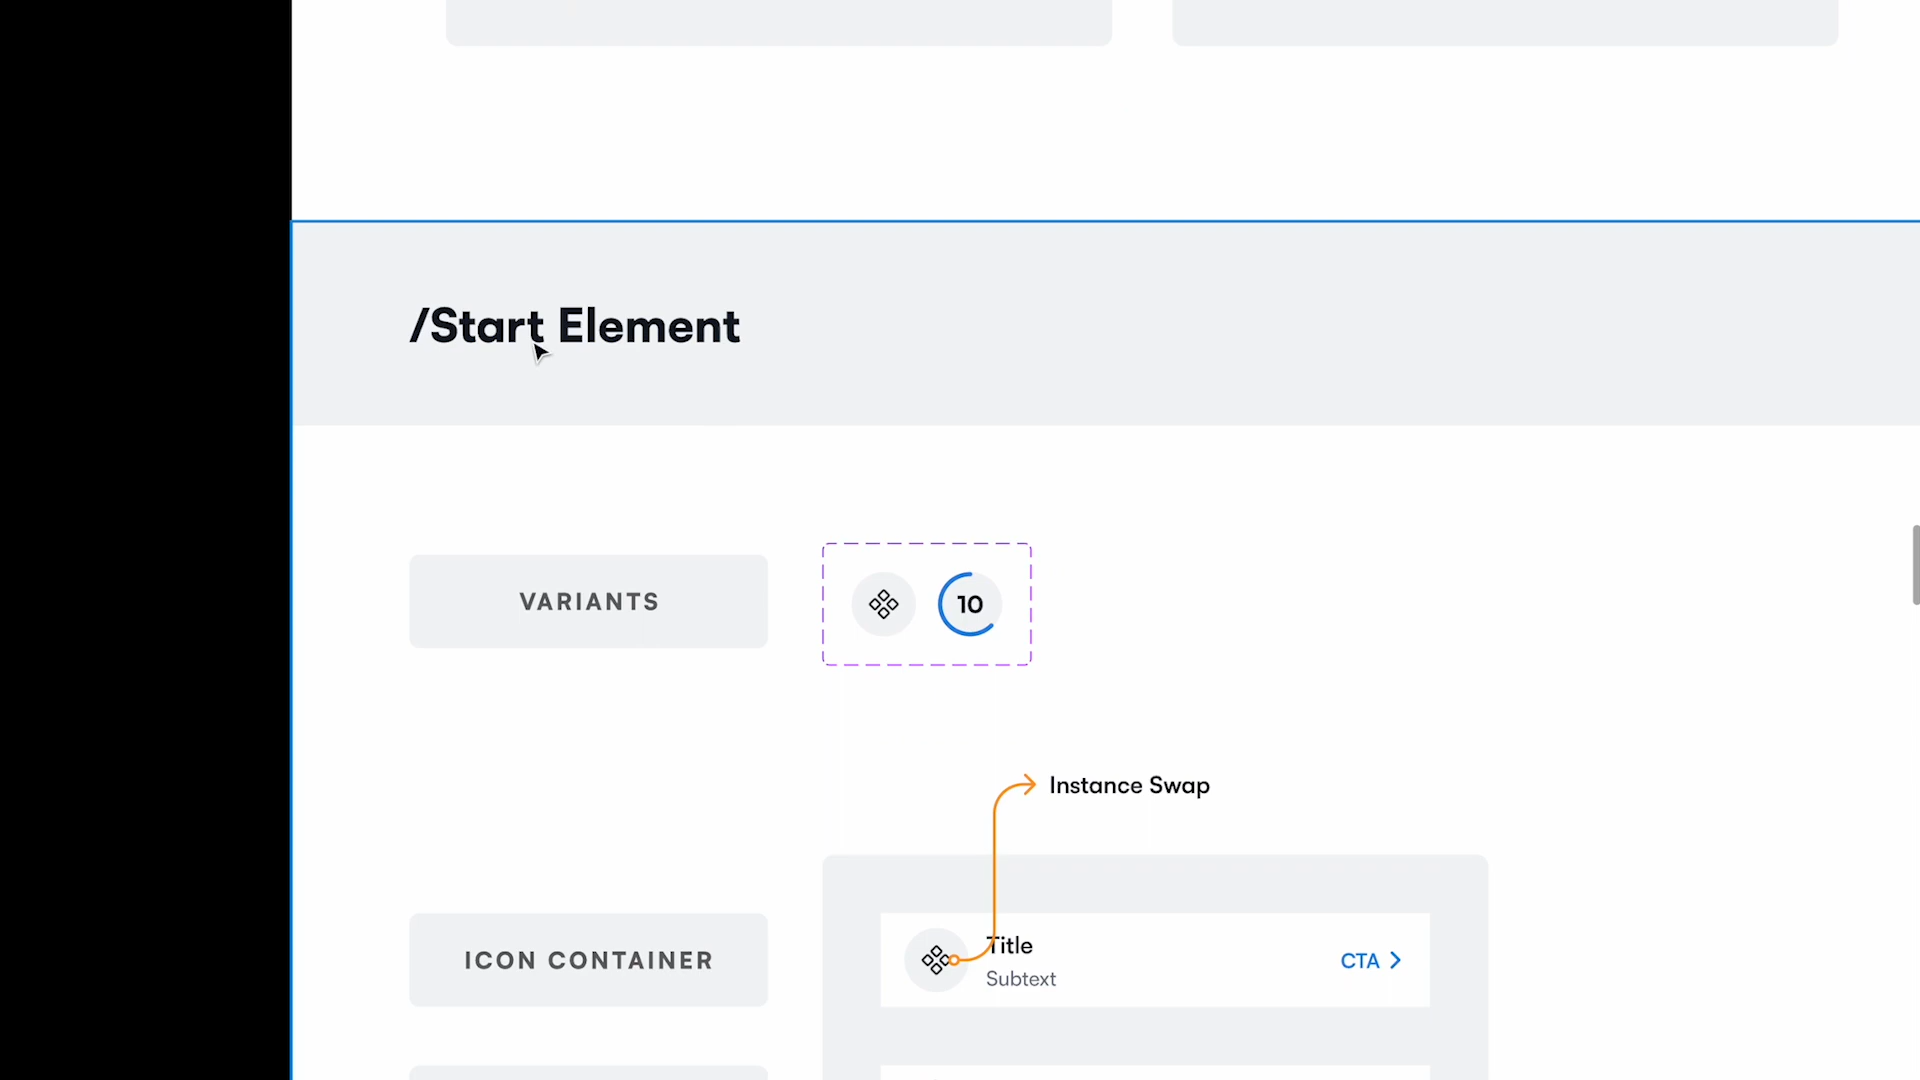 /Start Element
VARIANTS
10
Instance Swap
ICON CONTAINER
Title
Subtext
CTA